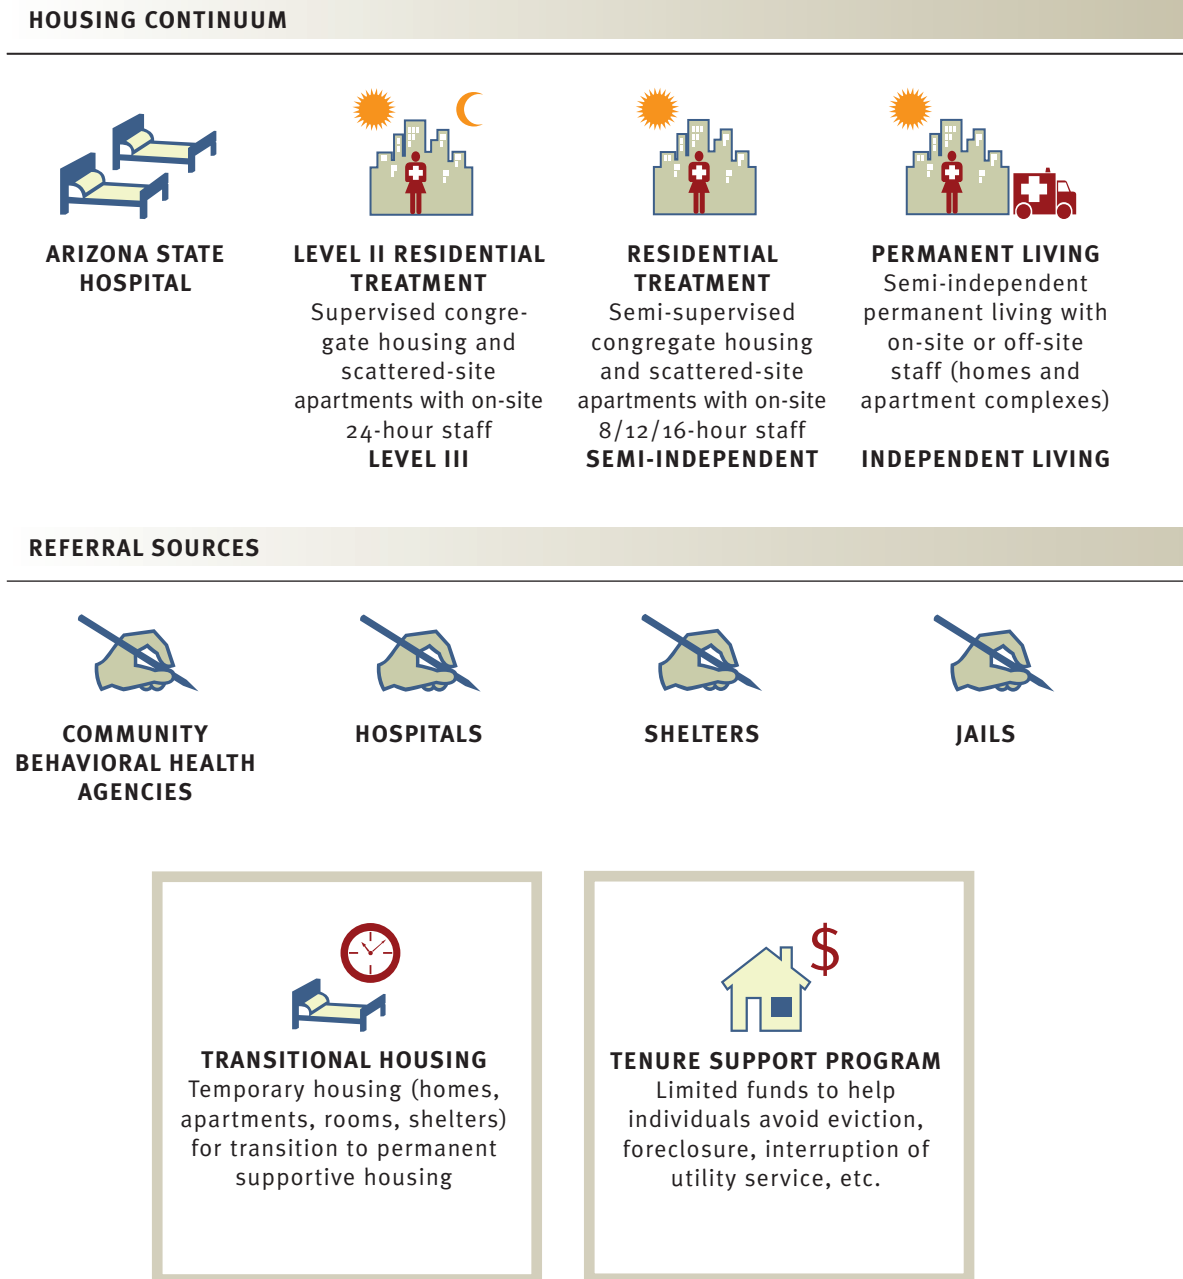 HOUSING CONTINUUM
ARIZONA STATE
HOSPITAL
LEVEL II RESIDENTIAL
TREATMENT
Supervised congre-
gate housing and
scattered-site
apartments with on-site
24-hour staff
LEVEL III
RESIDENTIAL
TREATMENT
Semi-supervised
congregate housing
and scattered-site
apartments with on-site
8/12/16-hour staff
SEMI-INDEPENDENT
PERMANENT LIVING
Semi-independent
permanent living with
on-site or off-site
staff (homes and
apartment complexes)
INDEPENDENT LIVING
REFERRAL SOURCES
COMMUNITY
BEHAVIORAL HEALTH
AGENCIES
HOSPITALS
SHELTERS
JAILS
$
TRANSITIONAL HOUSING
Temporary housing (homes,
apartments, rooms, shelters)
for transition to permanent
supportive housing
TENURE SUPPORT PROGRAM
Limited funds to help
individuals avoid eviction,
foreclosure, interruption of
utility service, etc.